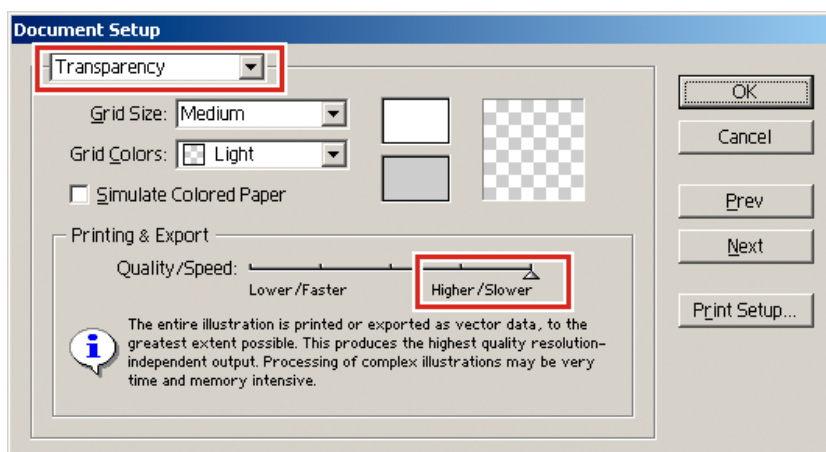 Document Setup
Transparency
Grid Size: Medium
Grid Colors: Light
Simulate Colored Paper
Printing & Export
Quality/Speed:
Lower/Faster Higher/Slower
The entire illustration is printed or exported as vector data, to the
greatest extent possible. This produces the highest quality resolution-
independent output. Processing of complex illustrations may be very
time and memory intensive.
OK
Cancel
Prev
Next
Print Setup...